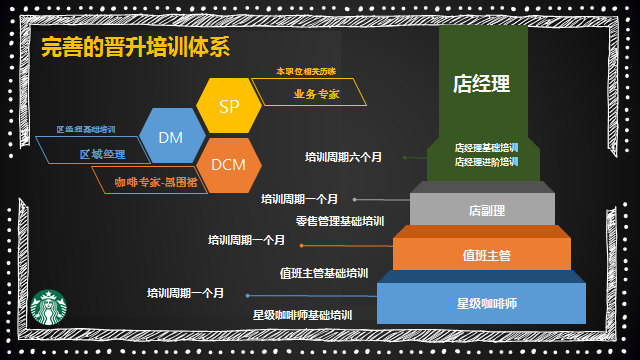 完善的晋升培训体系
本职位相关历练
SP
业务专家
区经理基础培训
DM
区域经理
DCM
咖啡专家-黑围裙
店经理
店经理基础培训
店经理进阶培训
培训周期六个月
培训周期一个月
店副理
零售管理基础培训
培训周期一个月
值班主管
值班主管基础培训
培训周期一个月
星级咖啡师
星级咖啡师基础培训